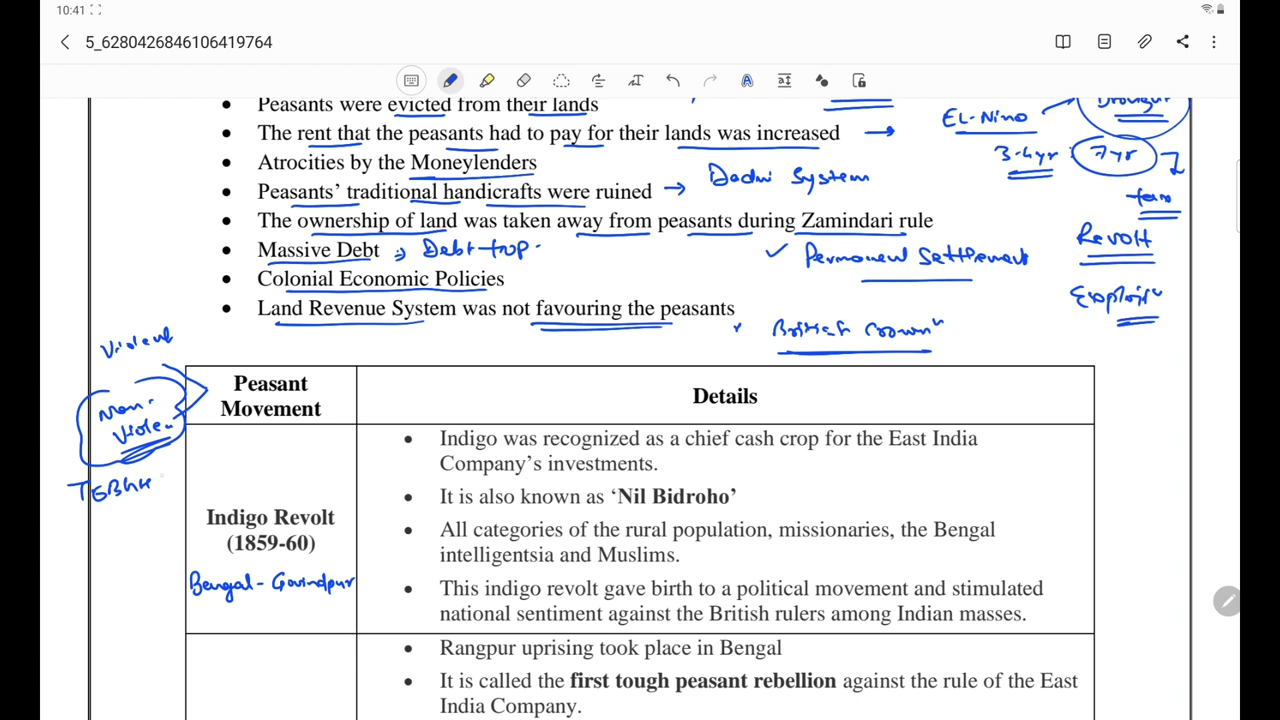 10:41
5_6280426846106419764
Peasants were evicted from their lands
EL-Nino
Drought
The rent that the peasants had to pay for their lands was increased →
3-4yr 7yr
Atrocities by the Moneylenders
Peasants' traditional handicrafts were ruined → Dadni System
The ownership of land was taken away from peasants during Zamindari rule
Revolt
Massive Debt → Debt trap.
✓ Permanent Settlement
Colonial Economic Policies
Land Revenue System was not favouring the peasants
British Crown"
Violent
Non-
Violen
Peasant
Movement
Details
Indigo Revolt
(1859-60)
Bengal - Govindpur
Indigo was recognized as a chief cash crop for the East India
Company's investments.
It is also known as ‘Nil Bidroho’
All categories of the rural population, missionaries, the Bengal
intelligentsia and Muslims.
This indigo revolt gave birth to a political movement and stimulated
national sentiment against the British rulers among Indian masses.
Rangpur uprising took place in Bengal
It is called the first tough peasant rebellion against the rule of the East
India Company.